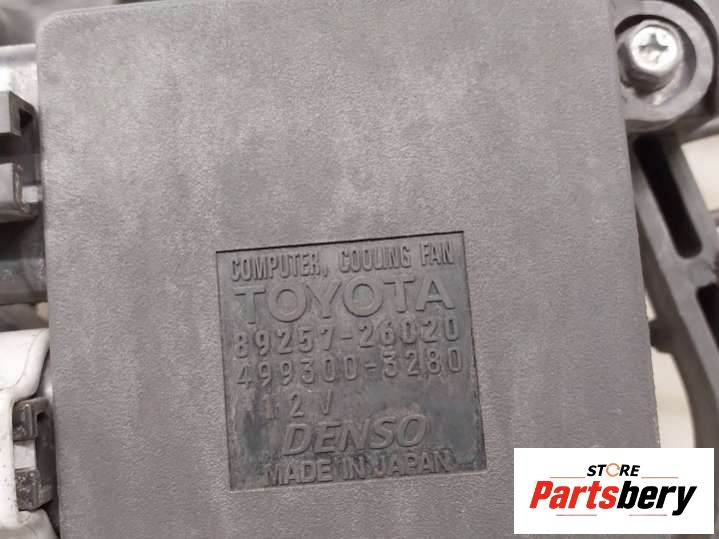 COMPUTER, COOLING FAN
TOYOTA
89257-26020
499300-3280
12V
DENSO
MADE IN JAPAN
STORE
Partsbery